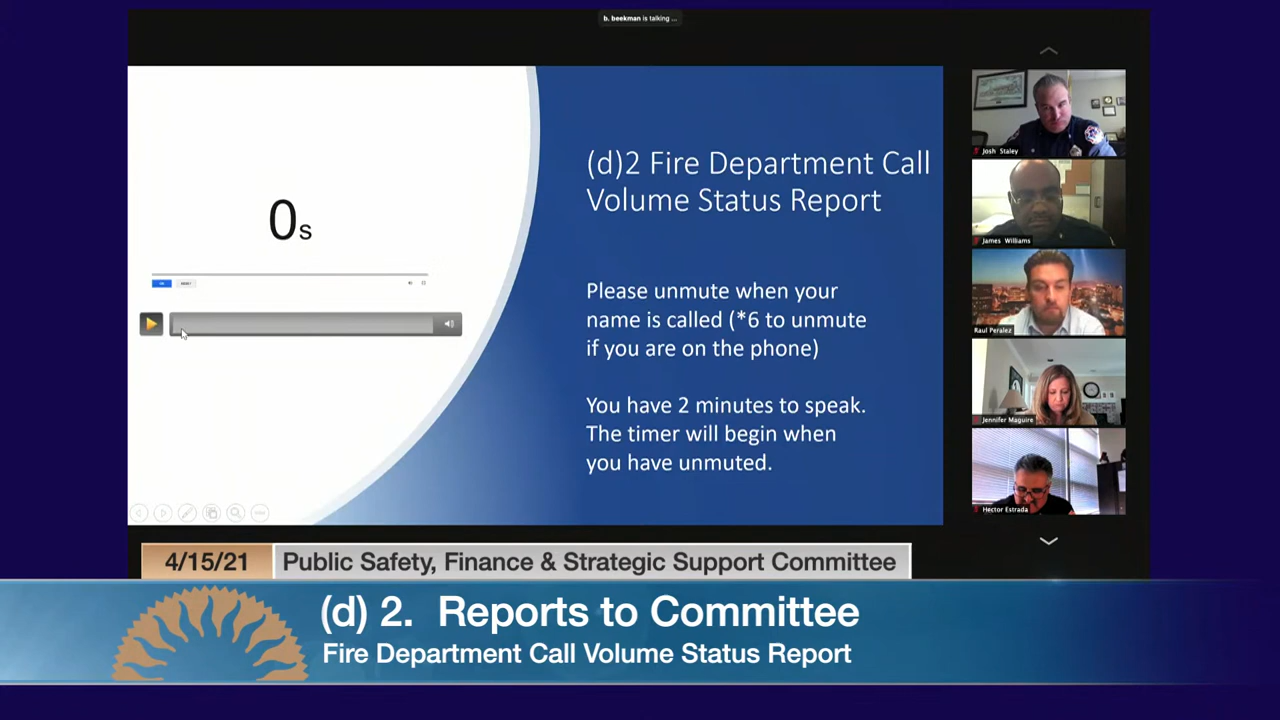 b. beekman is talking ...
0s
(d)2 Fire Department Call
Volume Status Report
Please unmute when your
name is called (*6 to unmute
if you are on the phone)
You have 2 minutes to speak.
The timer will begin when
you have unmuted.
Josh Staley
James Williams
Raul Peralez
Jennifer Maguire
Hector Estrada
4/15/21
Public Safety, Finance & Strategic Support Committee
(d) 2. Reports to Committee
Fire Department Call Volume Status Report